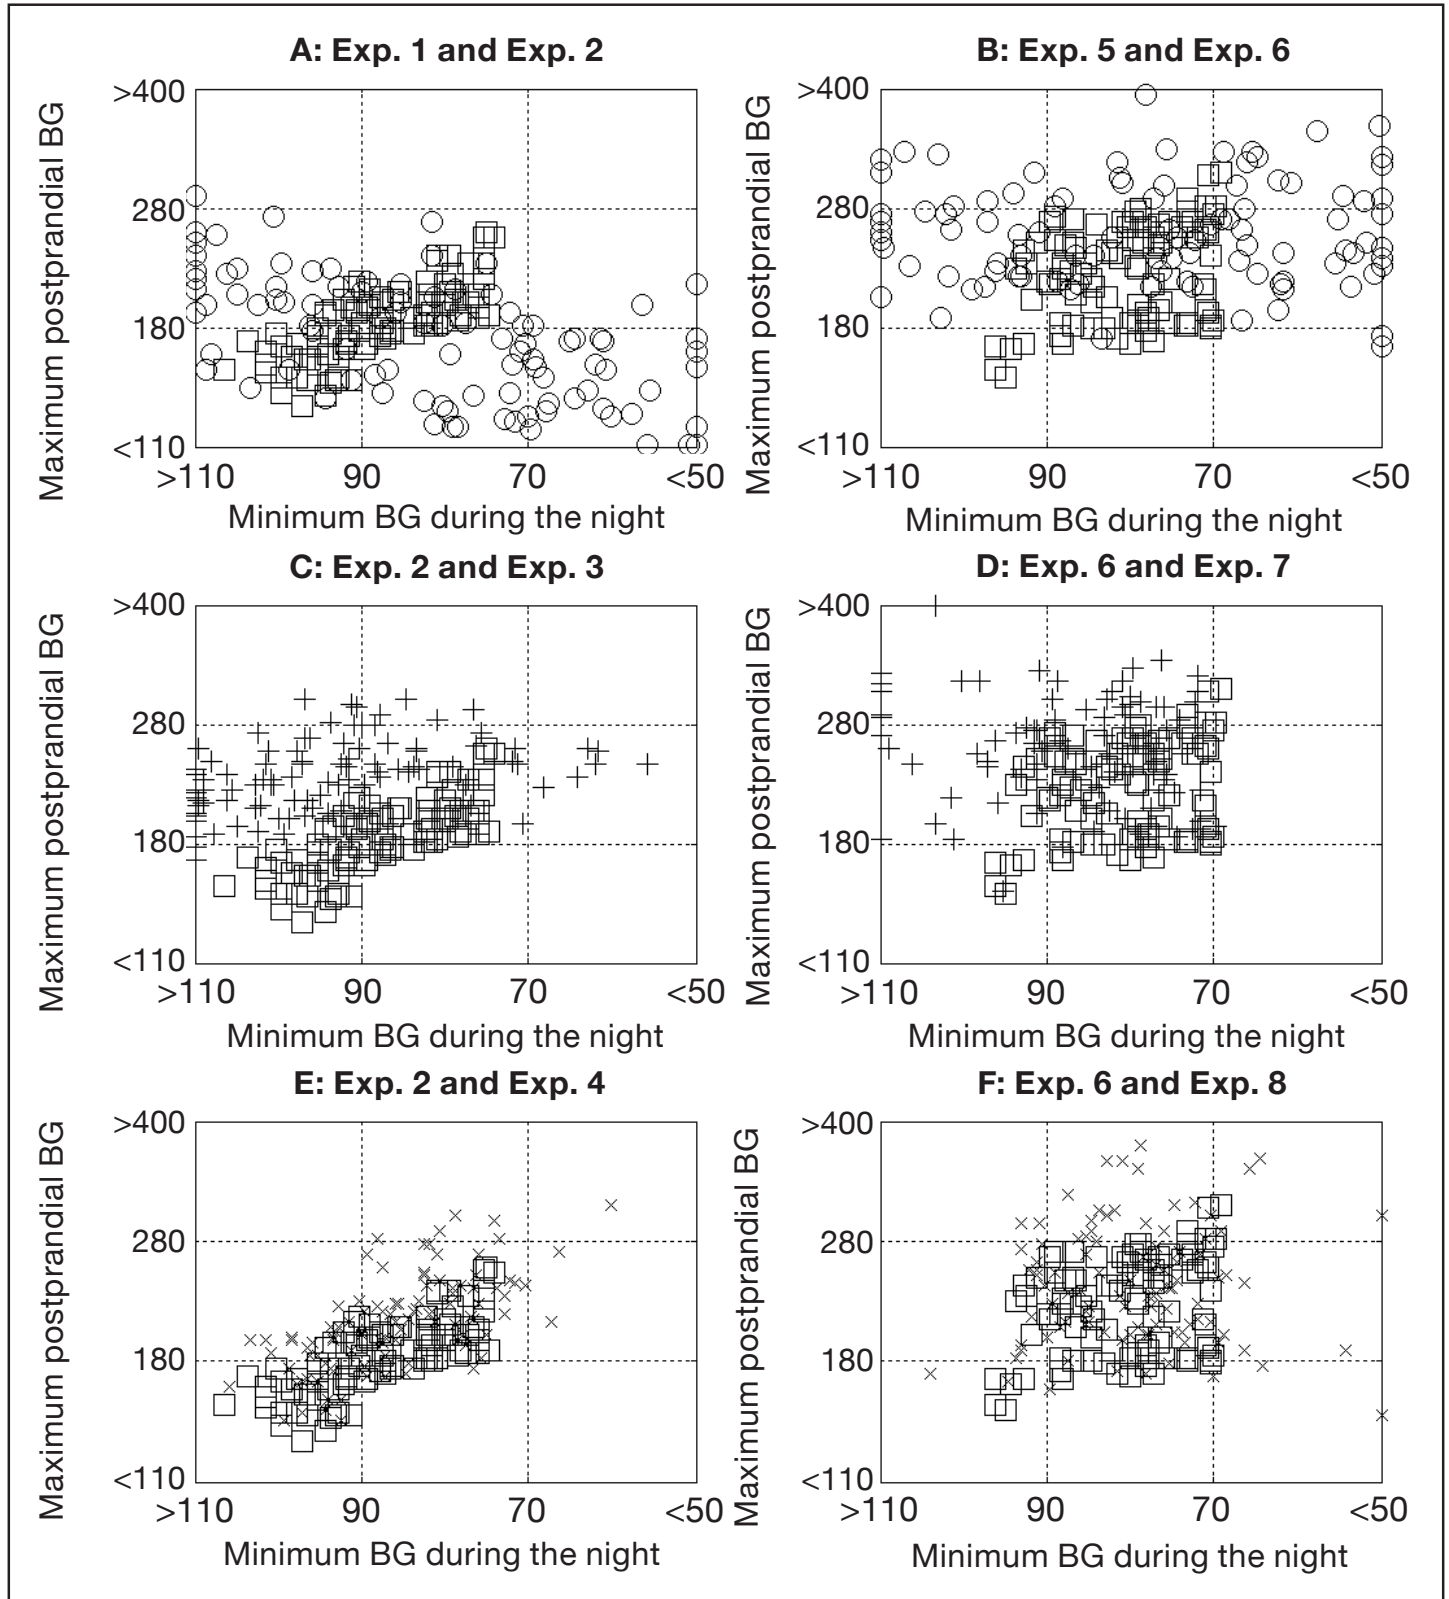 A: Exp. 1 and Exp. 2
Maximum postprandial BG
>400
280
180
<110
>110 90 70 <50
Minimum BG during the night
B: Exp. 5 and Exp. 6
Maximum postprandial BG
>400
280
180
<110
>110 90 70 <50
Minimum BG during the night
C: Exp. 2 and Exp. 3
Maximum postprandial BG
>400
280
180
<110
>110 90 70 <50
Minimum BG during the night
D: Exp. 6 and Exp. 7
Maximum postprandial BG
>400
280
180
<110
>110 90 70 <50
Minimum BG during the night
E: Exp. 2 and Exp. 4
Maximum postprandial BG
>400
280
180
<110
>110 90 70 <50
Minimum BG during the night
F: Exp. 6 and Exp. 8
Maximum postprandial BG
>400
280
180
<110
>110 90 70 <50
Minimum BG during the night